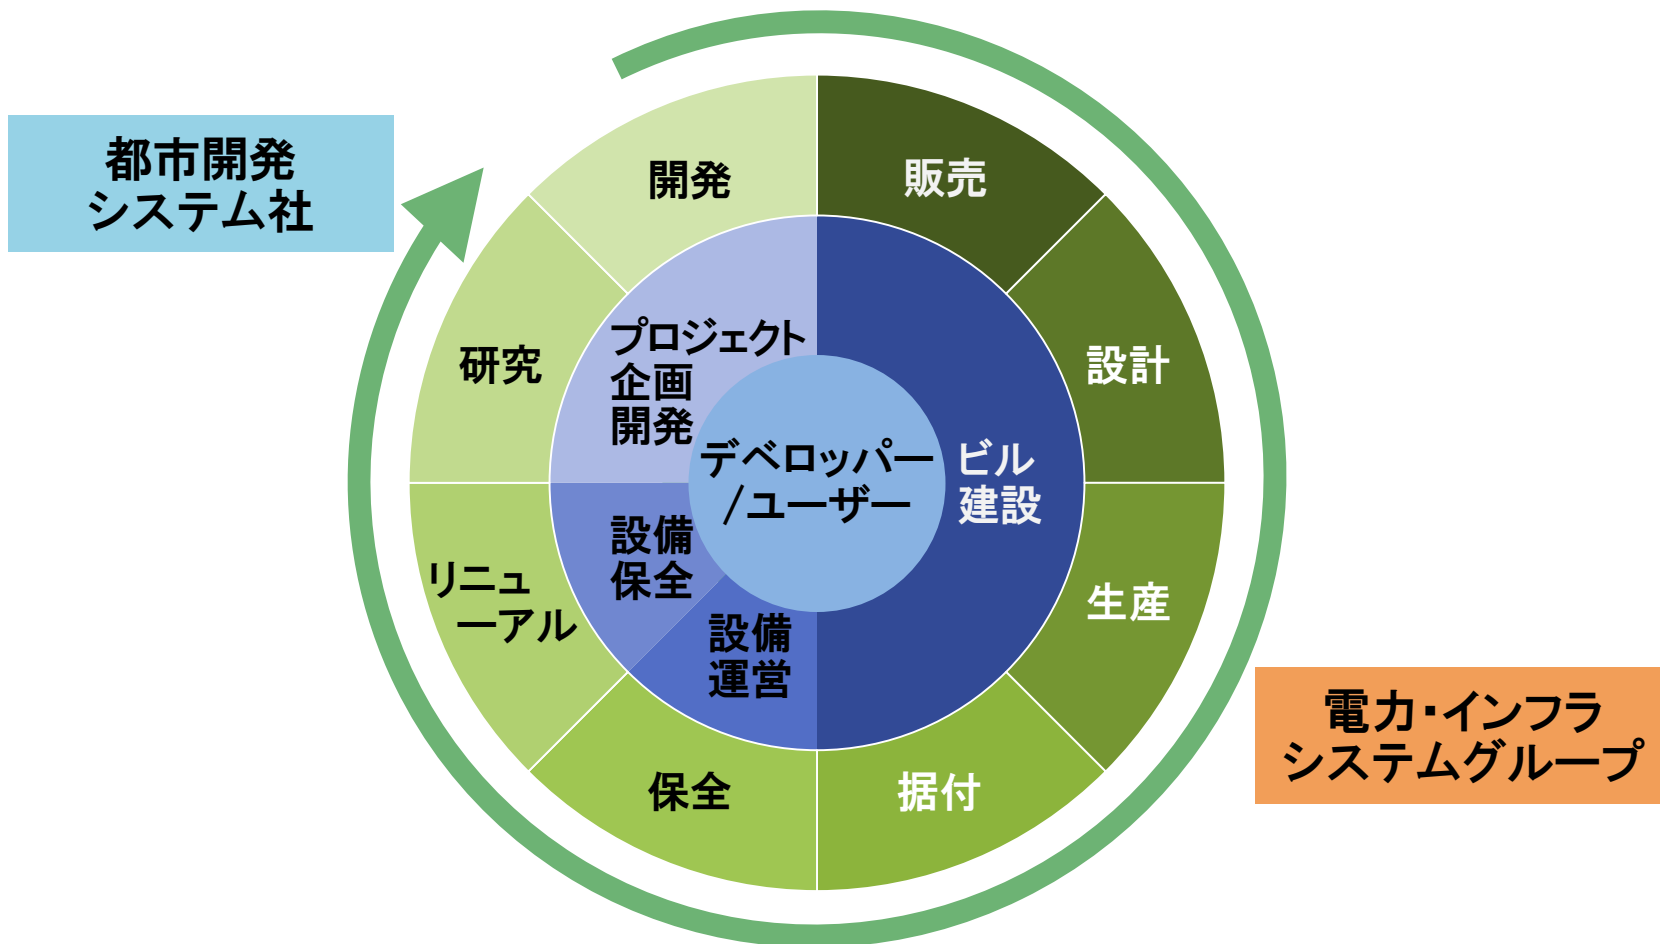 都市開発
システム社
開発
販売
研究
設計
プロジェクト
企画
開発
デベロッパー
/ユーザー
ビル
建設
設備
保全
リニュ
ーアル
生産
設備
運営
保全
据付
電力・インフラ
システムグループ